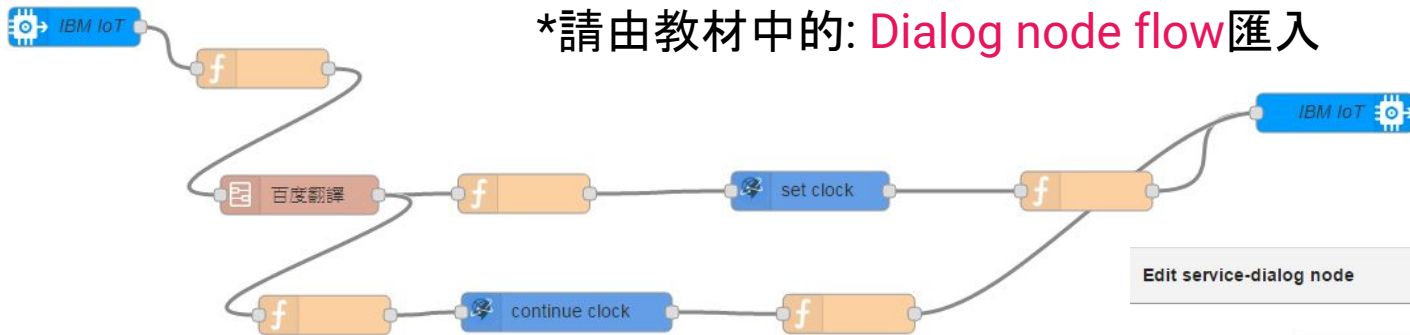 *請由教材中的: Dialog node flow匯入
IBM IoT
f
IBM IoT
百度翻譯
f
set clock
f
Edit service-dialog node
f
continue clock
f